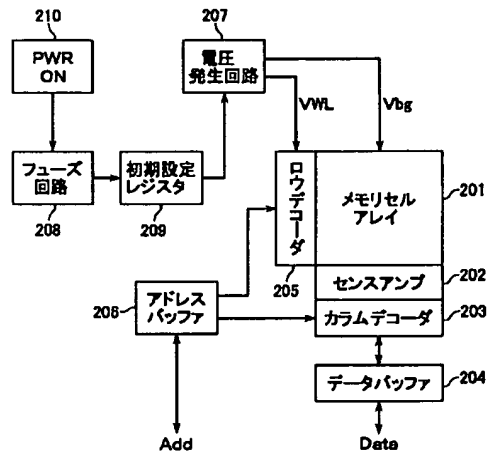 210
PWR
ON
207
電圧
発生回路
VWL
Vbg
フューズ
回路
208
初期設定
レジスタ
209
ロウデコーダ
205
メモリセル
アレイ
201
センスアンプ
202
カラムデコーダ
203
206
アドレス
バッファ
データバッファ
204
Add
Data